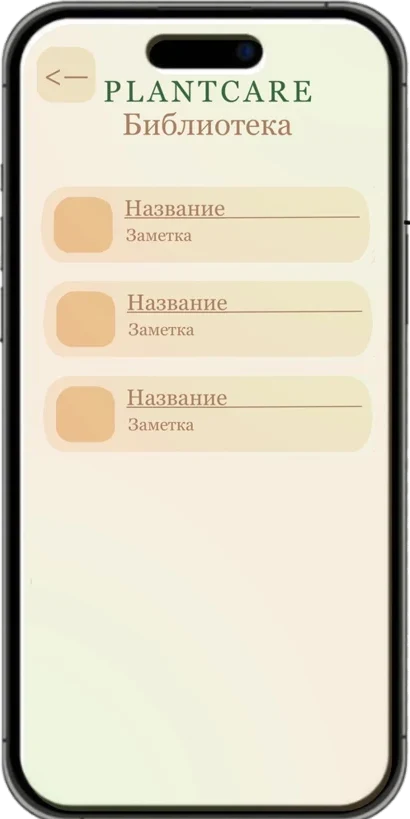 <—
PLANTCARE
Библиотека
Название
Заметка
Название
Заметка
Название
Заметка